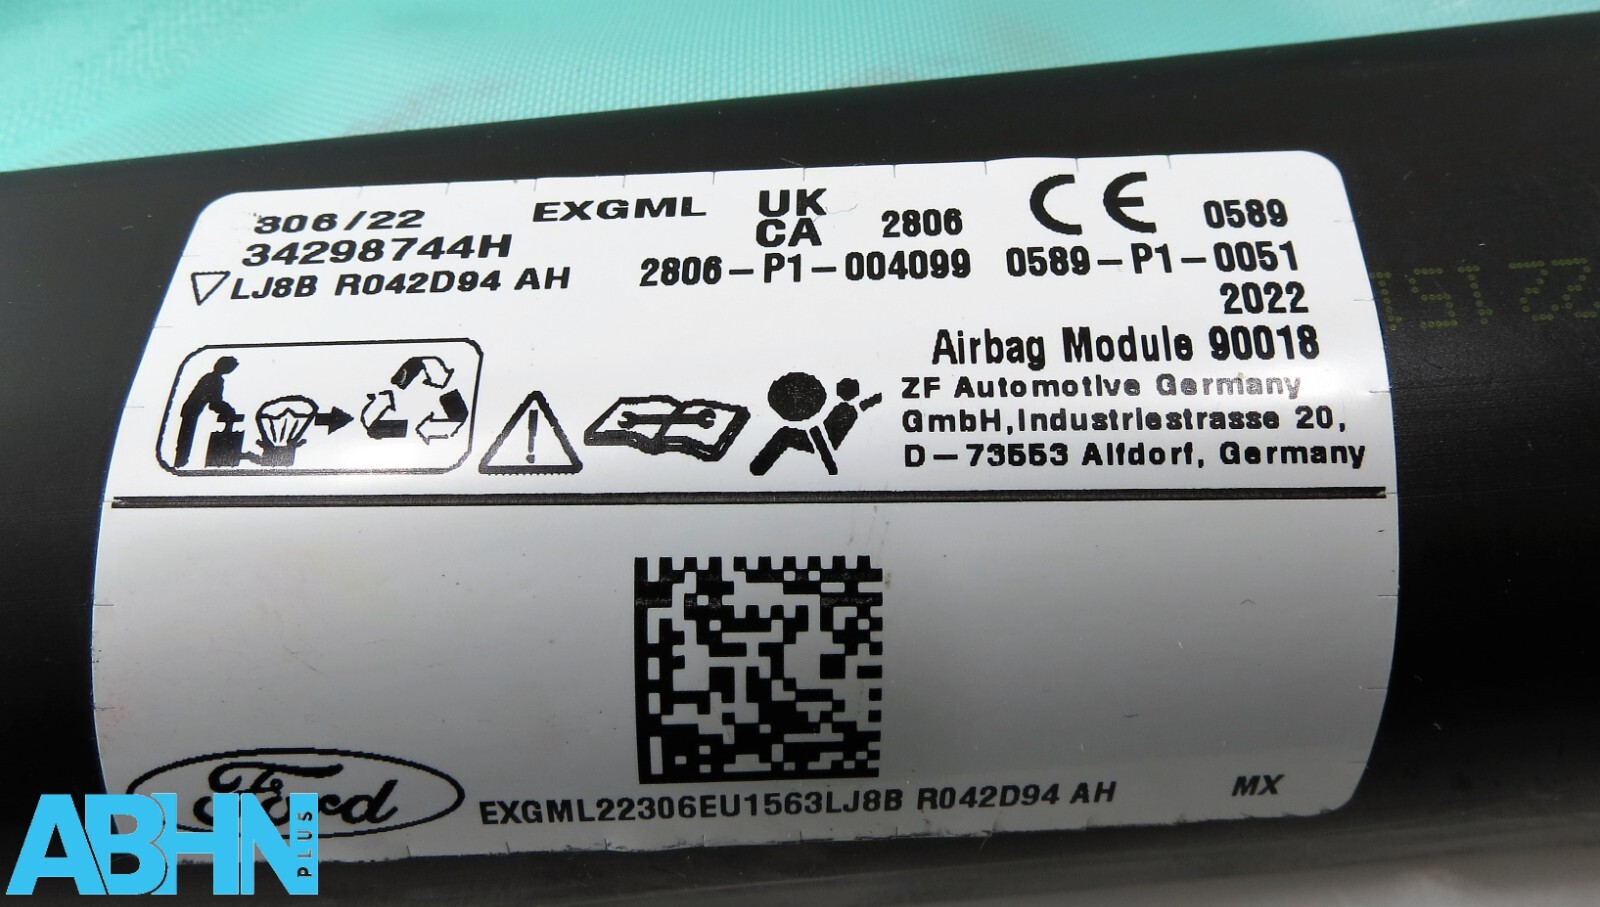 306/22 EXGML UK CA 2806 CE 0589
34298744H 2806-P1-004099 0589-P1-0051
LJ8B R042D94 AH
2022
Airbag Module 90018
ZF Automotive Germany
GmbH,Industriestrasse 20,
D-73553 Alfdorf, Germany
Ford
EXGML22306EU1563LJ8B R042D94 AH MX
ABHN PLUS